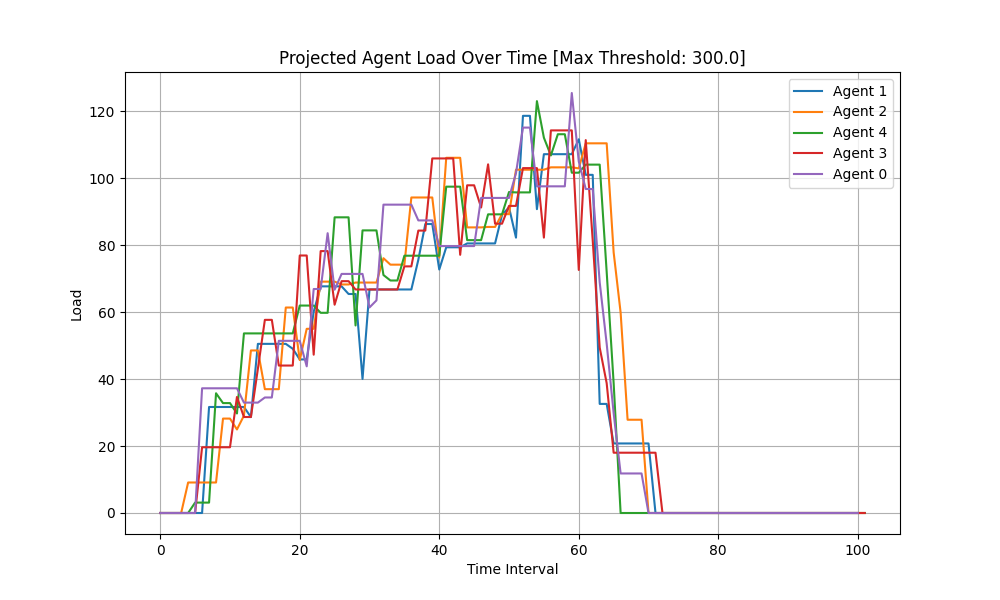 Projected Agent Load Over Time [Max Threshold: 300.0]
Agent 1
Agent 2
Agent 4
Agent 3
Agent 0
Load
120
100
80
60
40
20
0
0 20 40 60 80 100
Time Interval